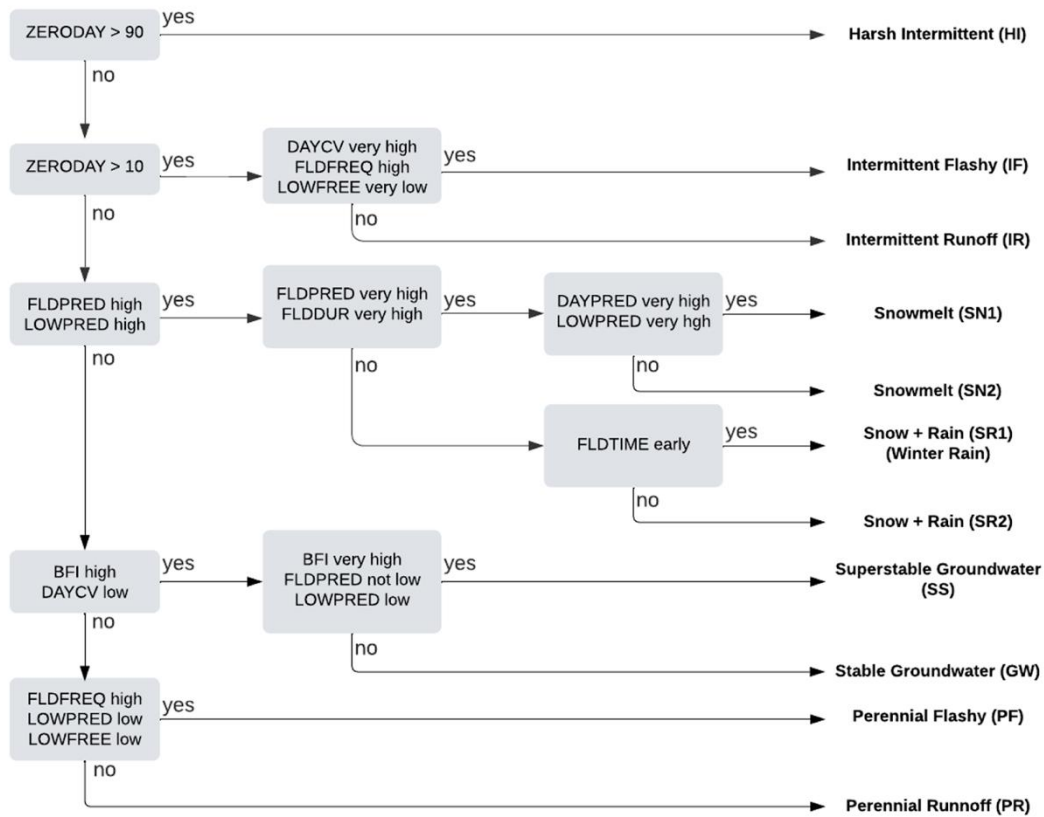 ZERODAY > 90
yes
Harsh Intermittent (HI)
no
ZERODAY > 10
yes
DAYCV very high
FLDFREQ high
LOWFREE very low
yes
Intermittent Flashy (IF)
no
Intermittent Runoff (IR)
no
FLDPRED high
LOWPRED high
yes
FLDPRED very high
FLDDUR very high
yes
DAYPRED very high
LOWPRED very hgh
yes
Snowmelt (SN1)
no
Snowmelt (SN2)
no
FLDTIME early
yes
Snow + Rain (SR1)
(Winter Rain)
no
Snow + Rain (SR2)
no
BFI high
DAYCV low
yes
BFI very high
FLDPRED not low
LOWPRED low
yes
Superstable Groundwater
(SS)
no
Stable Groundwater (GW)
no
FLDFREQ high
LOWPRED low
LOWFREE low
yes
Perennial Flashy (PF)
no
Perennial Runnoff (PR)